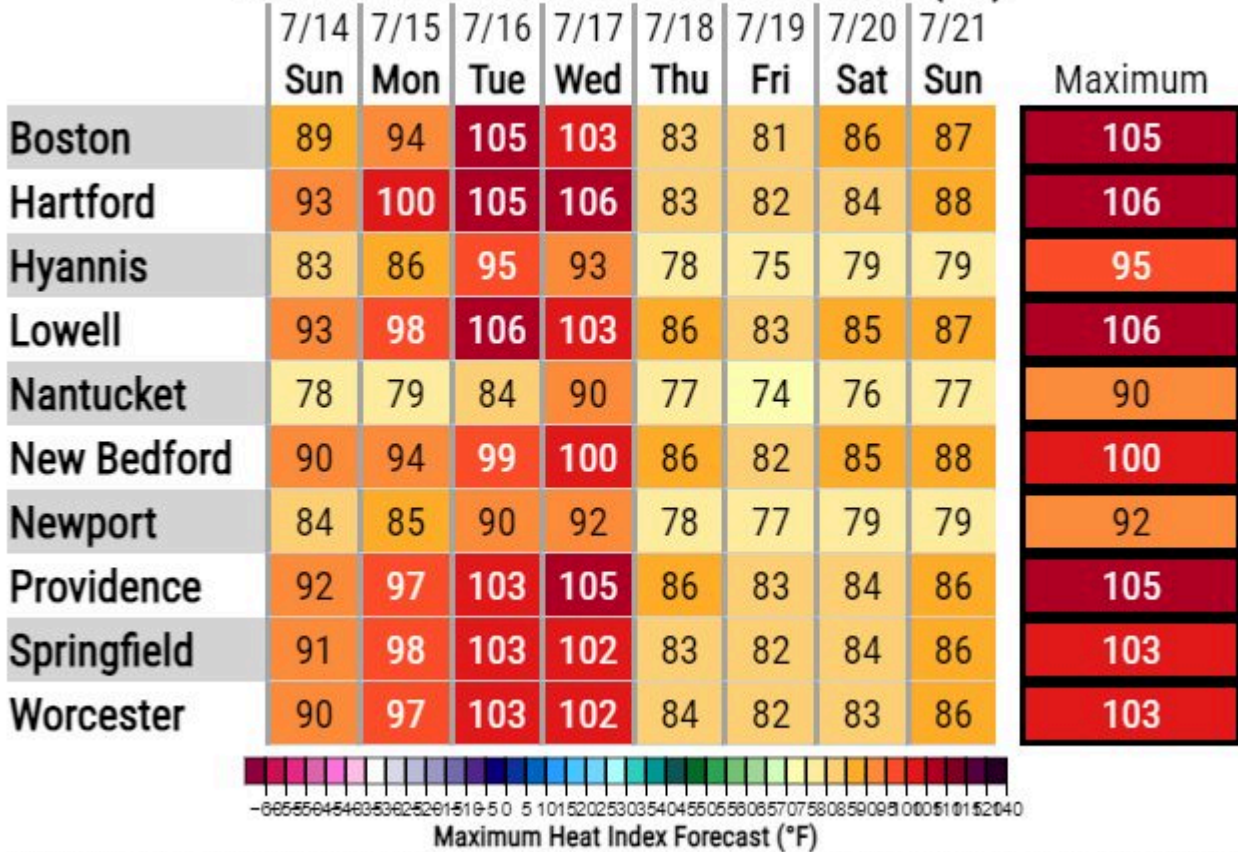 7/14 7/15 7/16 7/17 7/18 7/19 7/20 7/21
Sun Mon Tue Wed Thu Fri Sat Sun Maximum
Boston 89 94 105 103 83 81 86 87 105
Hartford 93 100 105 106 83 82 84 88 106
Hyannis 83 86 95 93 78 75 79 79 95
Lowell 93 98 106 103 86 83 85 87 106
Nantucket 78 79 84 90 77 74 76 77 90
New Bedford 90 94 99 100 86 82 85 88 100
Newport 84 85 90 92 78 77 79 79 92
Providence 92 97 103 105 86 83 84 86 105
Springfield 91 98 103 102 83 82 84 86 103
Worcester 90 97 103 102 84 82 83 86 103
Maximum Heat Index Forecast (°F)